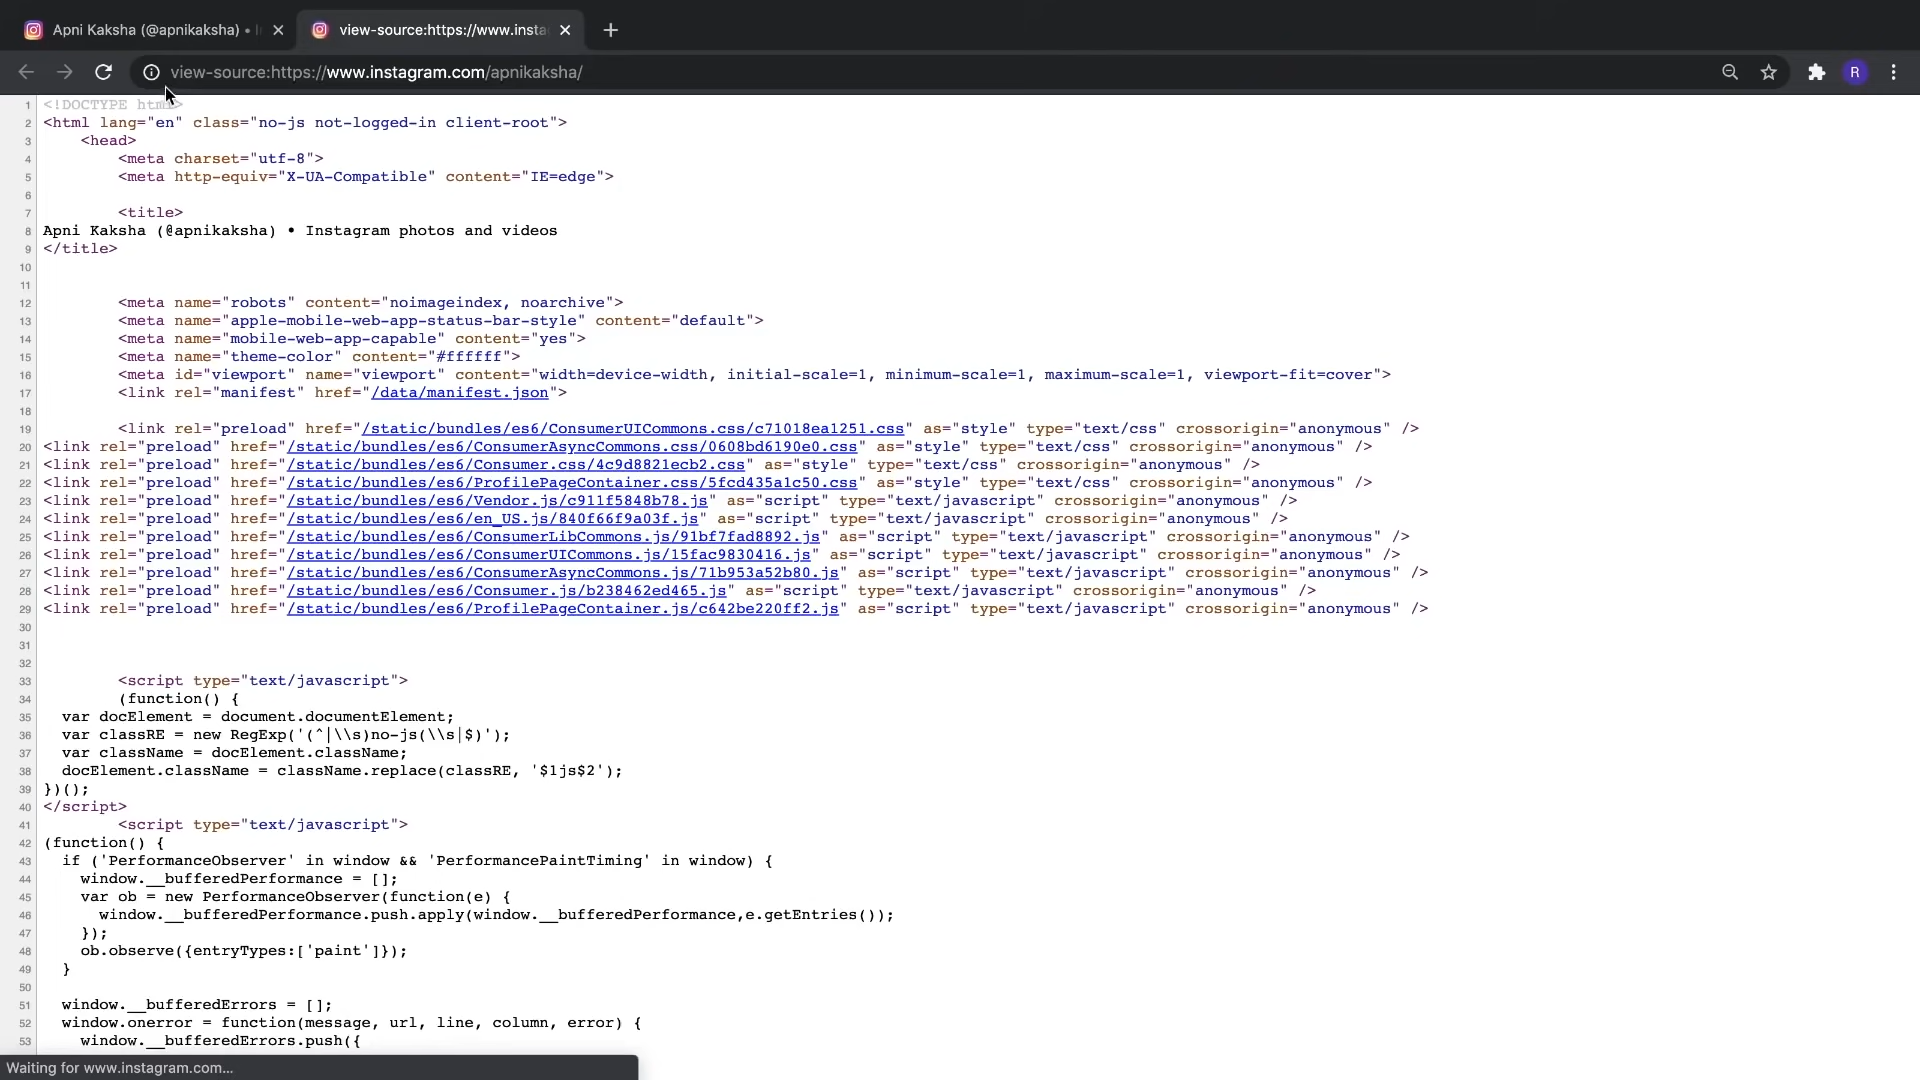 Apni Kaksha (@apnikaksha) • I
view-source:https://www.insta
view-source:https://www.instagram.com/apnikaksha/
R
1 <!DOCTYPE html>
2 <html lang="en" class="no-js not-logged-in client-root">
3 <head>
4 <meta charset="utf-8">
5 <meta http-equiv="X-UA-Compatible" content="IE=edge">
6
7 <title>
8 Apni Kaksha (@apnikaksha) • Instagram photos and videos
9 </title>
10
11
12 <meta name="robots" content="noimageindex, noarchive">
13 <meta name="apple-mobile-web-app-status-bar-style" content="default">
14 <meta name="mobile-web-app-capable" content="yes">
15 <meta name="theme-color" content="#ffffff">
16 <meta id="viewport" name="viewport" content="width=device-width, initial-scale=1, minimum-scale=1, maximum-scale=1, viewport-fit=cover">
17 <link rel="manifest" href="/data/manifest.json">
18
19 <link rel="preload" href="/static/bundles/es6/ConsumerUICommons.css/c71018ea1251.css" as="style" type="text/css" crossorigin="anonymous" />
20 <link rel="preload" href="/static/bundles/es6/ConsumerAsyncCommons.css/0608bd6190e0.css" as="style" type="text/css" crossorigin="anonymous" />
21 <link rel="preload" href="/static/bundles/es6/Consumer.css/4c9d8821ecb2.css" as="style" type="text/css" crossorigin="anonymous" />
22 <link rel="preload" href="/static/bundles/es6/ProfilePageContainer.css/5fcd435a1c50.css" as="style" type="text/css" crossorigin="anonymous" />
23 <link rel="preload" href="/static/bundles/es6/Vendor.js/c911f5848b78.js" as="script" type="text/javascript" crossorigin="anonymous" />
24 <link rel="preload" href="/static/bundles/es6/en_US.js/840f66f9a03f.js" as="script" type="text/javascript" crossorigin="anonymous" />
25 <link rel="preload" href="/static/bundles/es6/ConsumerLibCommons.js/91bf7fad8892.js" as="script" type="text/javascript" crossorigin="anonymous" />
26 <link rel="preload" href="/static/bundles/es6/ConsumerUICommons.js/15fac9830416.js" as="script" type="text/javascript" crossorigin="anonymous" />
27 <link rel="preload" href="/static/bundles/es6/ConsumerAsyncCommons.js/71b953a52b80.js" as="script" type="text/javascript" crossorigin="anonymous" />
28 <link rel="preload" href="/static/bundles/es6/Consumer.js/b238462ed465.js" as="script" type="text/javascript" crossorigin="anonymous" />
29 <link rel="preload" href="/static/bundles/es6/ProfilePageContainer.js/c642be220ff2.js" as="script" type="text/javascript" crossorigin="anonymous" />
30
31
32
33 <script type="text/javascript">
34 (function() {
35 var docElement = document.documentElement;
36 var classRE = new RegExp('(^|\\s)no-js(\\s|$)');
37 var className = docElement.className;
38 docElement.className = className.replace(classRE, '$1js$2');
39 })();
40 </script>
41 <script type="text/javascript">
42 (function() {
43 if ('PerformanceObserver' in window && 'PerformancePaintTiming' in window) {
44 window.__bufferedPerformance = [];
45 var ob = new PerformanceObserver(function(e) {
46 window.__bufferedPerformance.push.apply(window.__bufferedPerformance,e.getEntries());
47 });
48 ob.observe({entryTypes:['paint']});
49 }
50
51 window.__bufferedErrors = [];
52 window.onerror = function(message, url, line, column, error) {
53 window.__bufferedErrors.push({
Waiting for www.instagram.com...